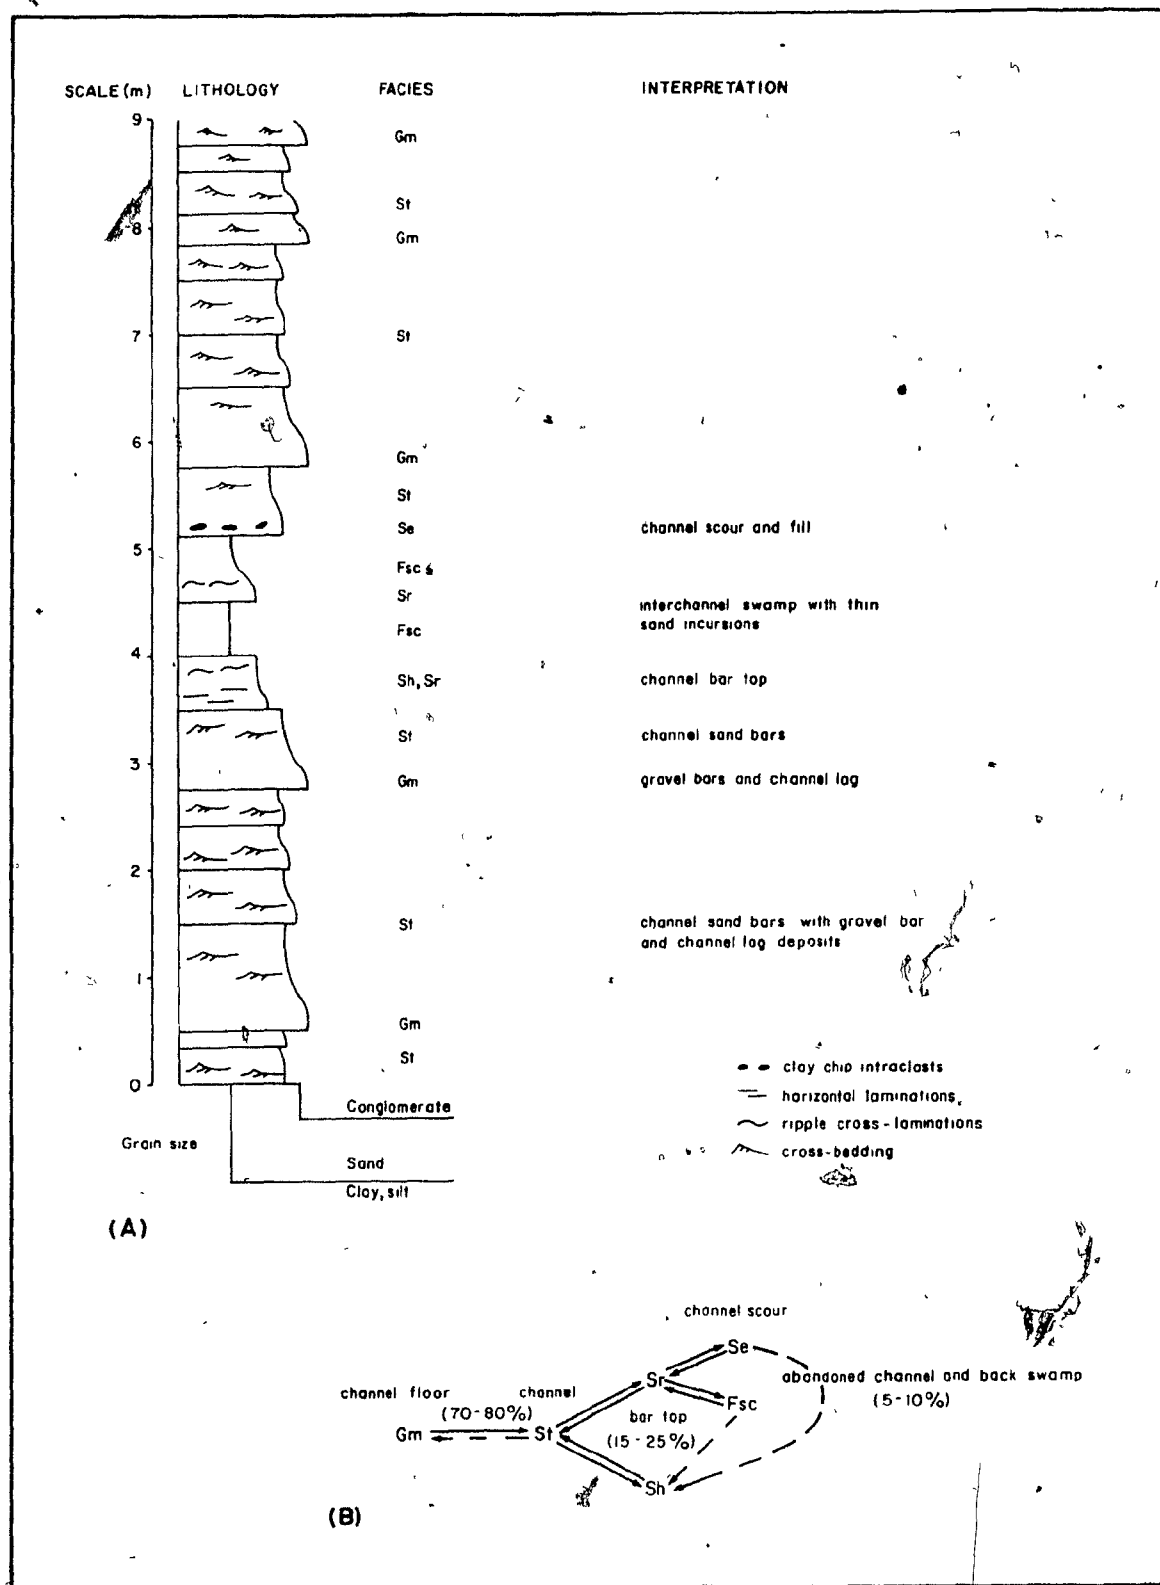 SCALE (m) LITHOLOGY FACIES INTERPRETATION
9
Gm
St
8
Gm
7
St
6
Gm
St
Se channel scour and fill
5
Fsc &
Sr
interchannel swamp with thin
sand incursions
Fsc
4
Sh, Sr channel bar top
St channel sand bars
3
Gm gravel bars and channel lag
2
St channel sand bars with gravel bar
and channel lag deposits
1
Gm
St
0
clay chip intraclasts
horizontal laminations
ripple cross-laminations
cross-bedding
Conglomerate
Grain size
Sand
Clay, silt
(A)
channel scour
Se
abandoned channel and back swamp
(5-10%)
Sr
Fsc
channel floor channel
(70-80%)
bar top
(15-25%)
Gm St
Sh
(B)